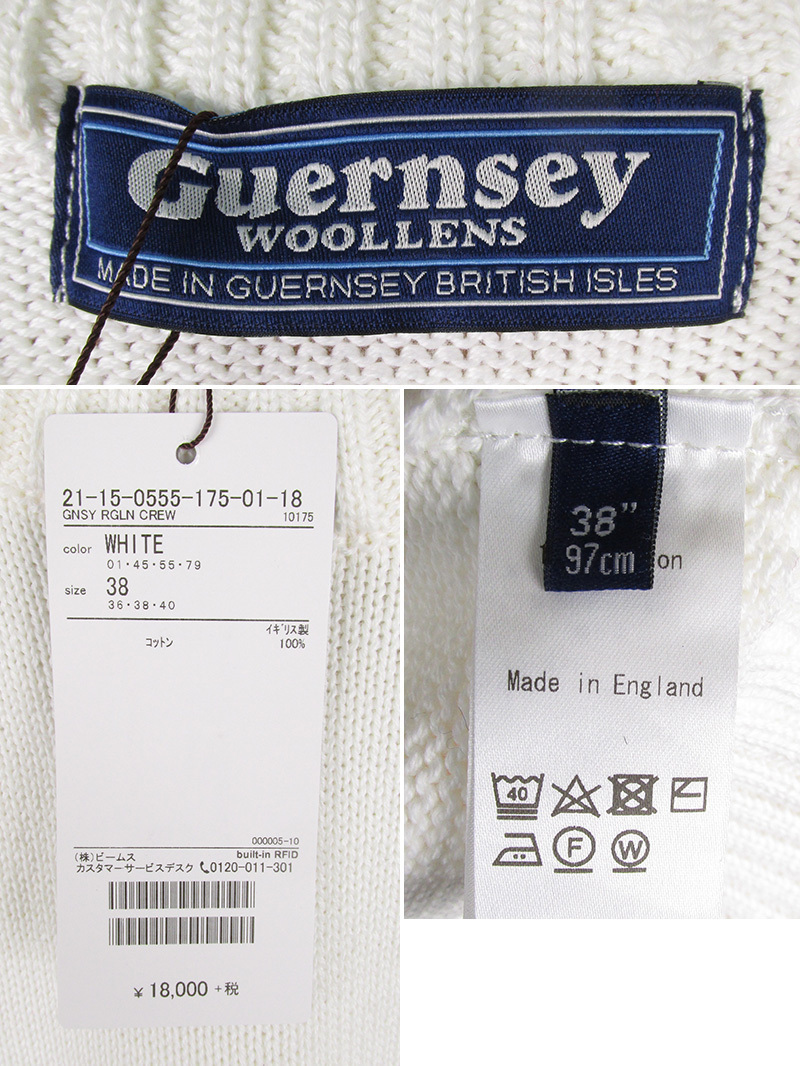 Guernsey
WOOLLENS
MADE IN GUERNSEY BRITISH ISLES
21-15-0555-175-01-18
GNSY RGLN CREW 10175
color WHITE
01・45・55・79
size 38
36・38・40
イギリス製
コットン 100%
000005-10
(株)ビームス built-in RFID
カスタマーサービスデスク 0120-011-301
¥ 18,000 +税
38"
97cm
on
Made in England
40
F W